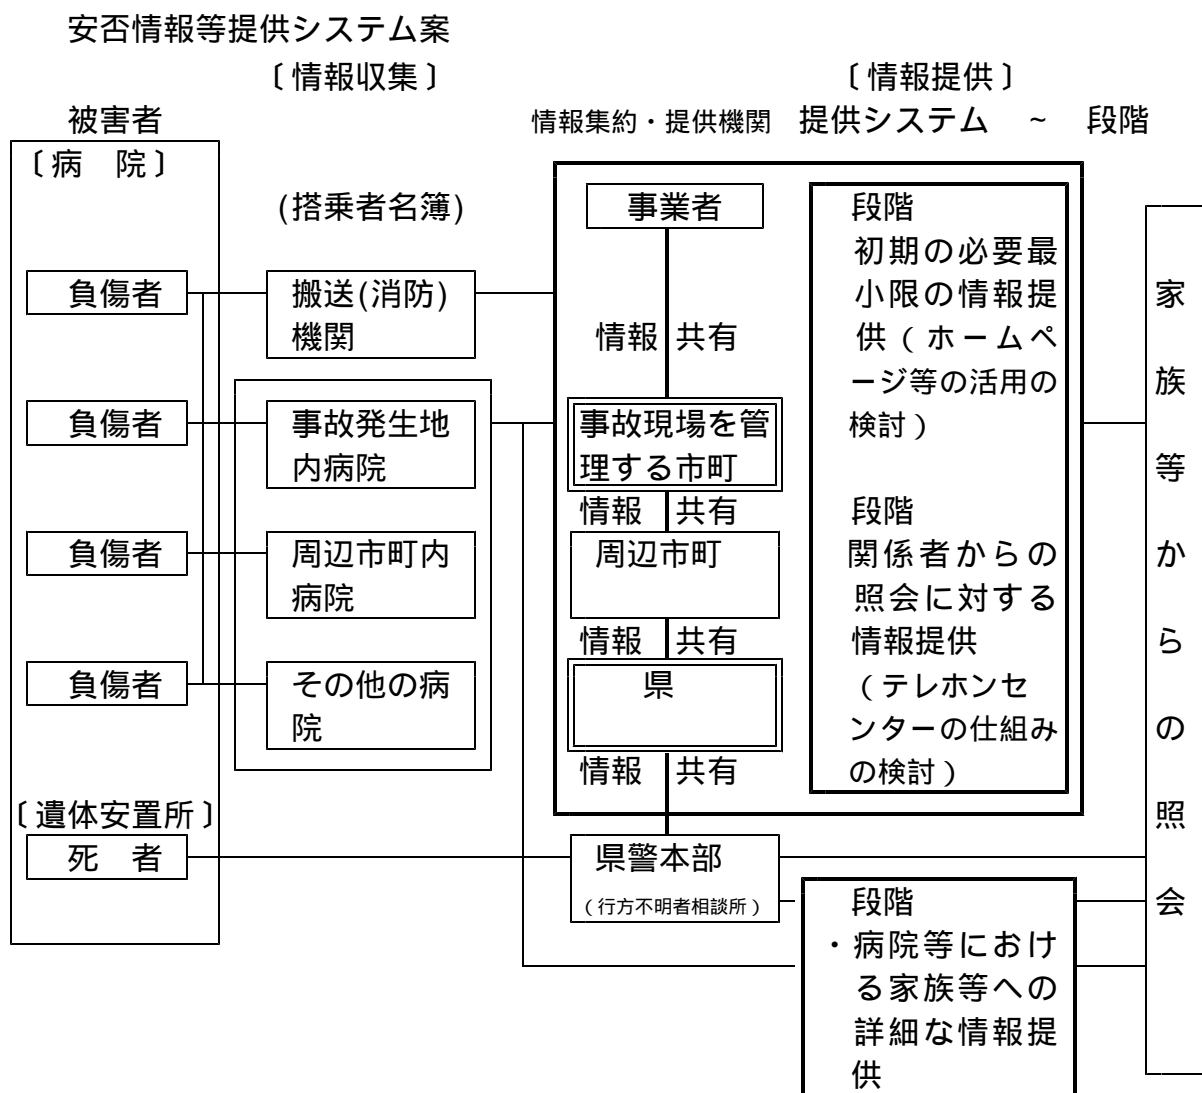 安否情報等提供システム案
〔情報収集〕
〔情報提供〕
被害者
情報集約・提供機関
提供システム ~ 段階
〔病 院〕
(搭乗者名簿)
負傷者
負傷者
負傷者
負傷者
〔遺体安置所〕
死 者
搬送(消防)
機関
事故発生地
内病院
周辺市町内
病院
その他の病
院
事業者
情報 共有
事故現場を管
理する市町
情報 共有
周辺市町
情報 共有
県
情報 共有
県警本部
(行方不明者相談所)
段階
初期の必要最
小限の情報提
供(ホームペ
ージ等の活用の
検討)
段階
関係者からの
照会に対する
情報提供
(テレホンセ
ンターの仕組み
の検討)
段階
・病院等におけ
る家族等への
詳細な情報提
供
家族等からの照会